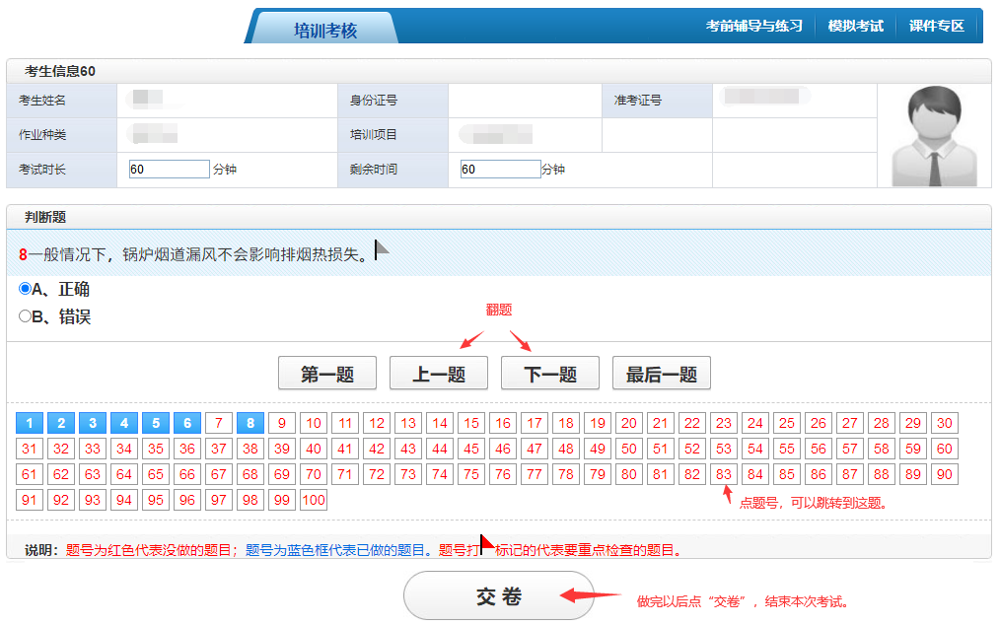 培训考核 考前辅导与练习 模拟考试 课件专区
考生信息60
考生姓名 身份证号 准考证号
作业种类 培训项目
考试时长 60 分钟 剩余时间 60 分钟
判断题
8一般情况下，锅炉烟道漏风不会影响排烟热损失。
A、正确
B、错误
翻题
第一题 上一题 下一题 最后一题
1 2 3 4 5 6 7 8 9 10 11 12 13 14 15 16 17 18 19 20 21 22 23 24 25 26 27 28 29 30
31 32 33 34 35 36 37 38 39 40 41 42 43 44 45 46 47 48 49 50 51 52 53 54 55 56 57 58 59 60
61 62 63 64 65 66 67 68 69 70 71 72 73 74 75 76 77 78 79 80 81 82 83 84 85 86 87 88 89 90
91 92 93 94 95 96 97 98 99 100
点题号，可以跳转到这题。
说明：题号为红色代表没做的题目；题号为蓝色框代表已做的题目。题号打 标记的代表要重点检查的题目。
交 卷
做完以后点“交卷”，结束本次考试。